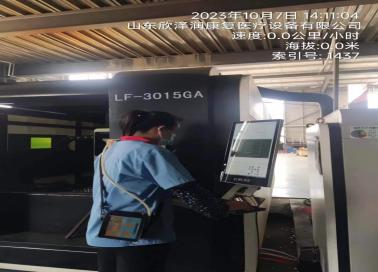 2023年10月7日 14:11:04
山东欣泽润康复医疗设备有限公司
速度:0.0公里/小时
海拔:0.0米
索引号: 1437
LF-3015GA